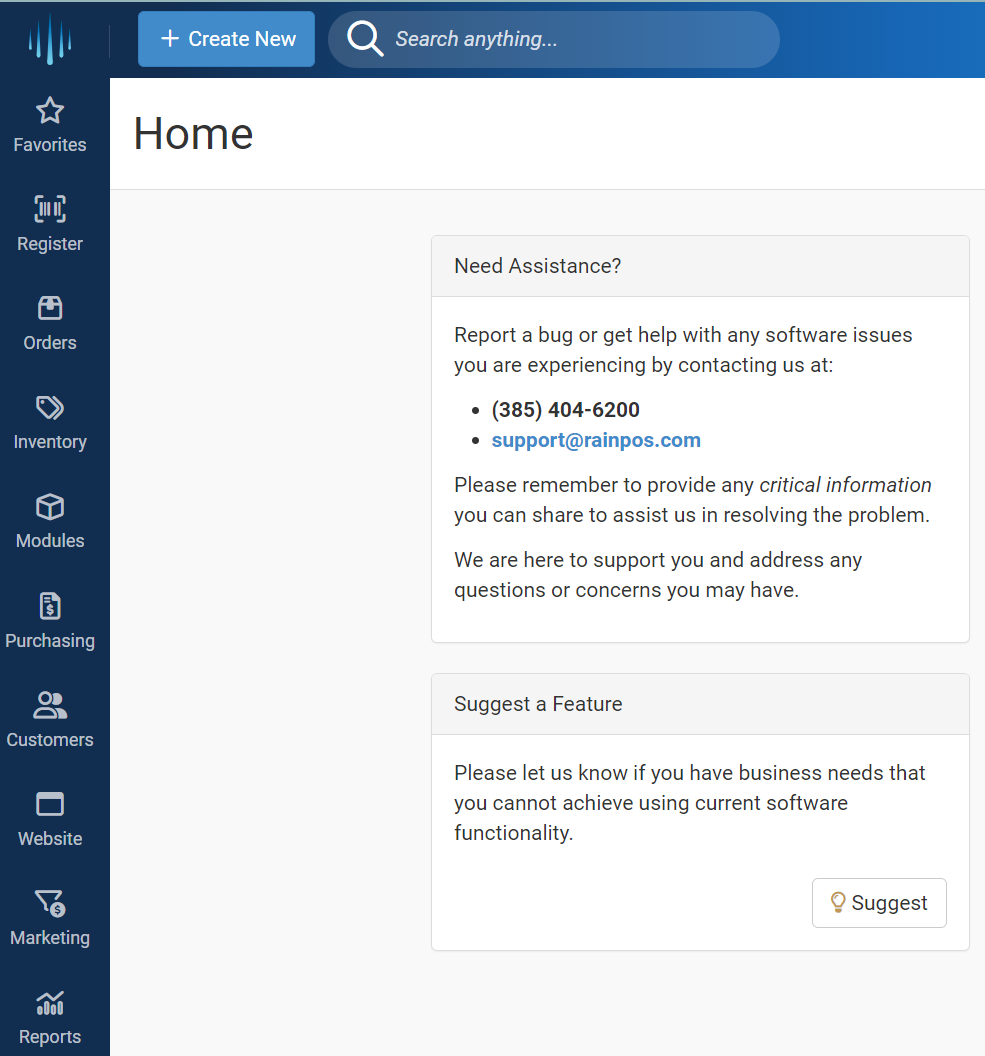 Create New
Search anything...
Favorites
Register
Orders
Inventory
Modules
Purchasing
Customers
Website
Marketing
Reports
Home
Need Assistance?
Report a bug or get help with any software issues
you are experiencing by contacting us at:
• (385) 404-6200
• support@rainpos.com
Please remember to provide any critical information
you can share to assist us in resolving the problem.
We are here to support you and address any
questions or concerns you may have.
Suggest a Feature
Please let us know if you have business needs that
you cannot achieve using current software
functionality.
Suggest